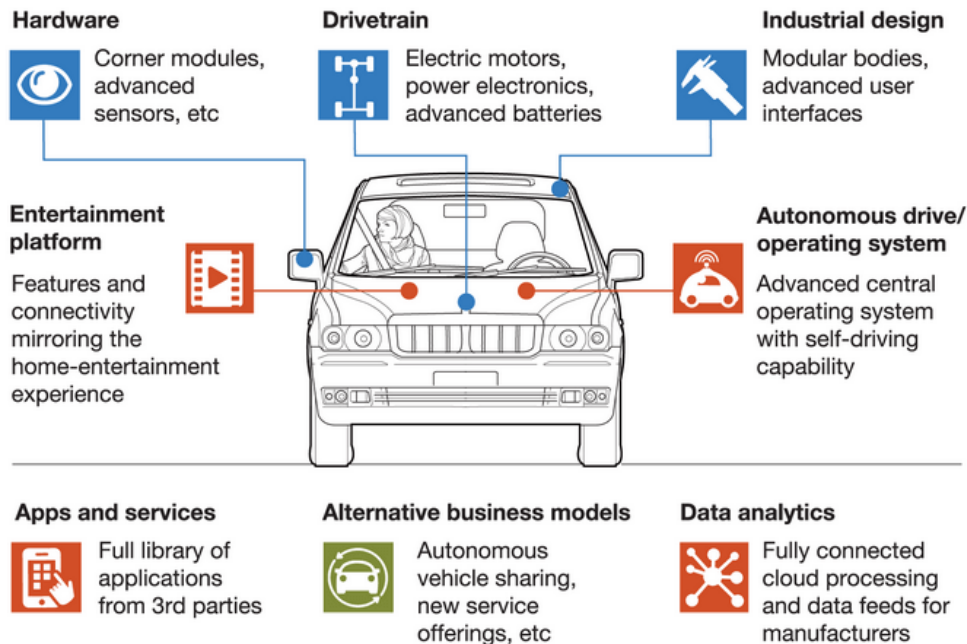 Hardware
Corner modules,
advanced
sensors, etc
Drivetrain
Electric motors,
power electronics,
advanced batteries
Industrial design
Modular bodies,
advanced user
interfaces
Entertainment
platform
Features and
connectivity
mirroring the
home-entertainment
experience
Autonomous drive/
operating system
Advanced central
operating system
with self-driving
capability
Apps and services
Full library of
applications
from 3rd parties
Alternative business models
Autonomous
vehicle sharing,
new service
offerings, etc
Data analytics
Fully connected
cloud processing
and data feeds for
manufacturers